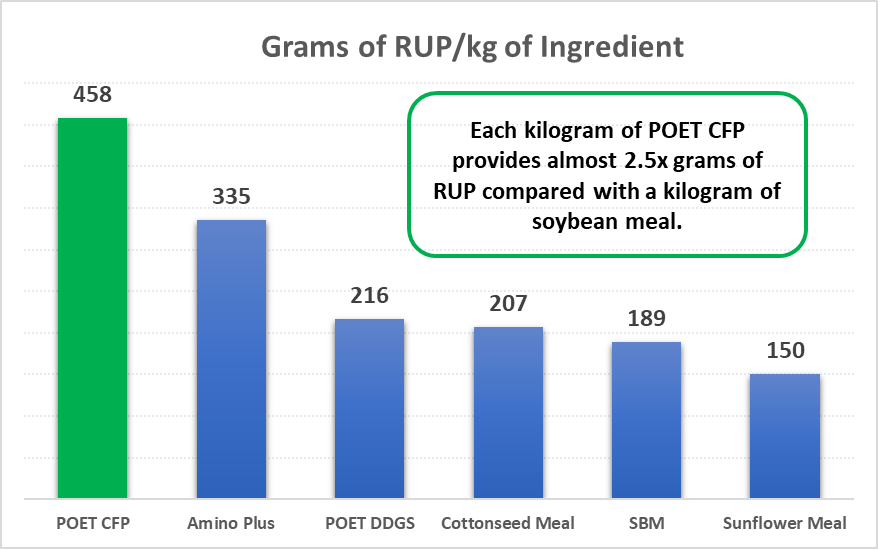 Grams of RUP/kg of Ingredient
458
335
216
207
189
150
Each kilogram of POET CFP
provides almost 2.5x grams of
RUP compared with a kilogram of
soybean meal.
POET CFP
Amino Plus
POET DDGS
Cottonseed Meal
SBM
Sunflower Meal